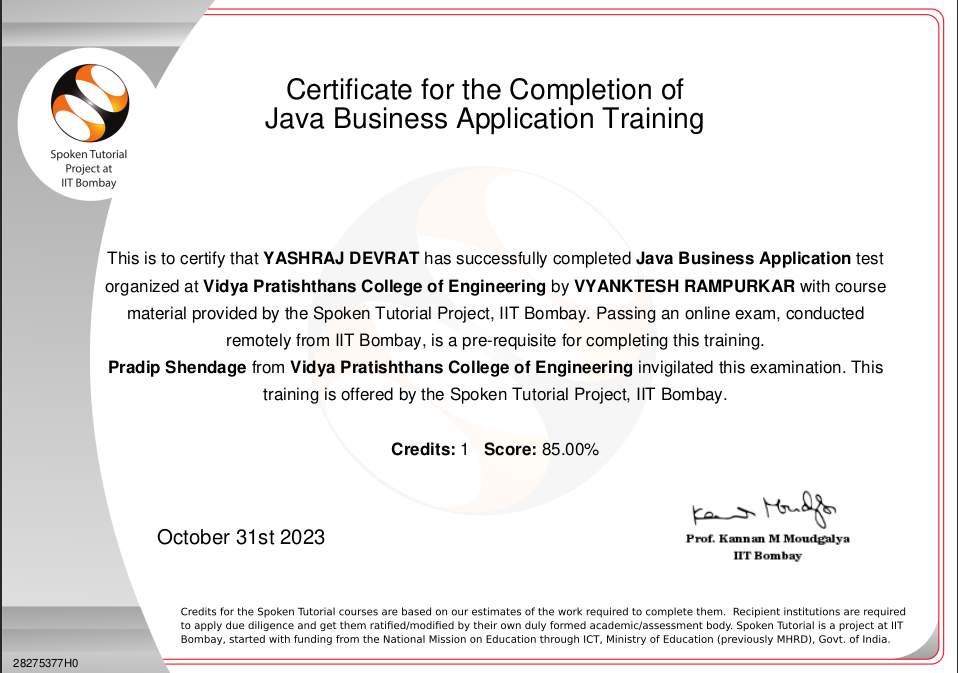 Spoken Tutorial
Project at
IIT Bombay
Certificate for the Completion of
Java Business Application Training
This is to certify that YASHRAJ DEVRAT has successfully completed Java Business Application test
organized at Vidya Pratishthans College of Engineering by VYANKTESH RAMPURKAR with course
material provided by the Spoken Tutorial Project, IIT Bombay. Passing an online exam, conducted
remotely from IIT Bombay, is a pre-requisite for completing this training.
Pradip Shendage from Vidya Pratishthans College of Engineering invigilated this examination. This
training is offered by the Spoken Tutorial Project, IIT Bombay.
Credits: 1 Score: 85.00%
October 31st 2023
Prof. Kannan M Moudgalya
IIT Bombay
Credits for the Spoken Tutorial courses are based on our estimates of the work required to complete them. Recipient institutions are required
to apply due diligence and get them ratified/modified by their own duly formed academic/assessment body. Spoken Tutorial is a project at IIT
Bombay, started with funding from the National Mission on Education through ICT, Ministry of Education (previously MHRD), Govt. of India.
28275377H0